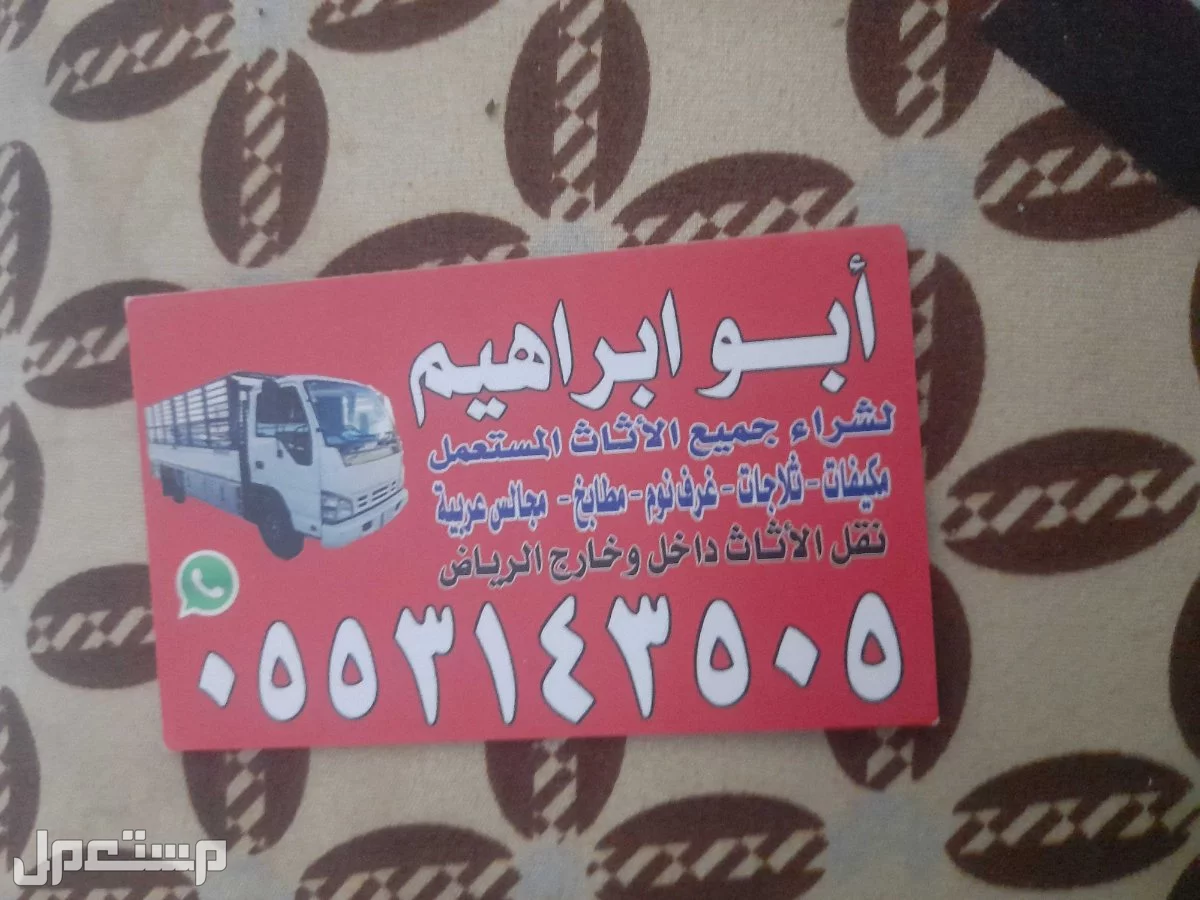 أبو ابراهيم
لشراء جميع الأثاث المستعمل
مكيفات - ثلاجات - غرف نوم - مطابخ - مجالس عربية
نقل الأثاث داخل وخارج الرياض
٠٥٥٣١٤٣٥٠٥
مستعمل